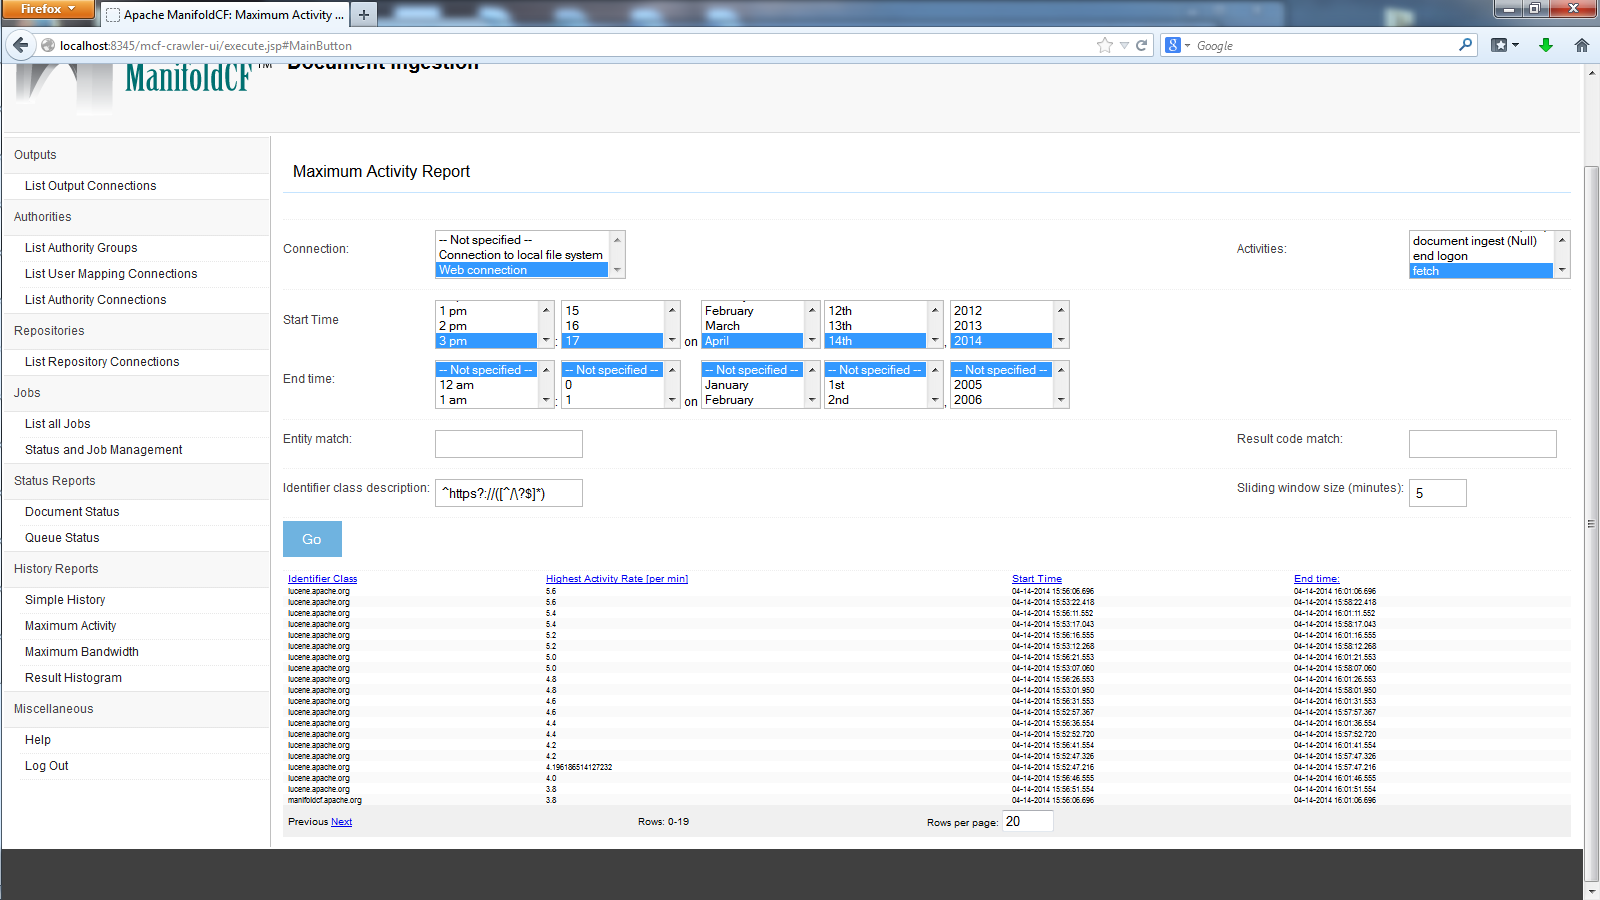 Firefox
Apache ManifoldCF: Maximum Activity ...
localhost:8345/mcf-crawler-ui/execute.jsp#MainButton
Google
ManifoldCF™
Document Ingestion
Outputs
List Output Connections
Authorities
List Authority Groups
List User Mapping Connections
List Authority Connections
Repositories
List Repository Connections
Jobs
List all Jobs
Status and Job Management
Status Reports
Document Status
Queue Status
History Reports
Simple History
Maximum Activity
Maximum Bandwidth
Result Histogram
Miscellaneous
Help
Log Out
Maximum Activity Report
Connection:
-- Not specified --
Connection to local file system
Web connection
Activities:
document ingest (Null)
end logon
fetch
Start Time
1 pm
2 pm
3 pm
:
15
16
17
on
February
March
April
12th
13th
14th
,
2012
2013
2014
End time:
-- Not specified --
12 am
1 am
:
-- Not specified --
0
1
on
-- Not specified --
January
February
-- Not specified --
1st
2nd
,
-- Not specified --
2005
2006
Entity match:
Result code match:
Identifier class description: ^https?://([^/\?$]*)
Sliding window size (minutes): 5
Go
Identifier Class Highest Activity Rate [per min] Start Time End time:
lucene.apache.org 5.6 04-14-2014 15:56:06.696 04-14-2014 16:01:06.696
lucene.apache.org 5.6 04-14-2014 15:53:22.418 04-14-2014 15:58:22.418
lucene.apache.org 5.4 04-14-2014 15:56:11.552 04-14-2014 16:01:11.552
lucene.apache.org 5.4 04-14-2014 15:53:17.043 04-14-2014 15:58:17.043
lucene.apache.org 5.2 04-14-2014 15:56:16.555 04-14-2014 16:01:16.555
lucene.apache.org 5.2 04-14-2014 15:53:12.268 04-14-2014 15:58:12.268
lucene.apache.org 5.0 04-14-2014 15:56:21.553 04-14-2014 16:01:21.553
lucene.apache.org 5.0 04-14-2014 15:53:07.060 04-14-2014 15:58:07.060
lucene.apache.org 4.8 04-14-2014 15:56:26.553 04-14-2014 16:01:26.553
lucene.apache.org 4.8 04-14-2014 15:53:01.950 04-14-2014 15:58:01.950
lucene.apache.org 4.6 04-14-2014 15:56:31.553 04-14-2014 16:01:31.553
lucene.apache.org 4.6 04-14-2014 15:52:57.367 04-14-2014 15:57:57.367
lucene.apache.org 4.4 04-14-2014 15:56:36.554 04-14-2014 16:01:36.554
lucene.apache.org 4.4 04-14-2014 15:52:52.720 04-14-2014 15:57:52.720
lucene.apache.org 4.2 04-14-2014 15:56:41.554 04-14-2014 16:01:41.554
lucene.apache.org 4.2 04-14-2014 15:52:47.326 04-14-2014 15:57:47.326
lucene.apache.org 4.196186514127232 04-14-2014 15:52:47.216 04-14-2014 15:57:47.216
lucene.apache.org 4.0 04-14-2014 15:56:46.555 04-14-2014 16:01:46.555
lucene.apache.org 3.8 04-14-2014 15:56:51.554 04-14-2014 16:01:51.554
manifoldcf.apache.org 3.8 04-14-2014 15:56:06.696 04-14-2014 16:01:06.696
Previous Next Rows: 0-19 Rows per page: 20